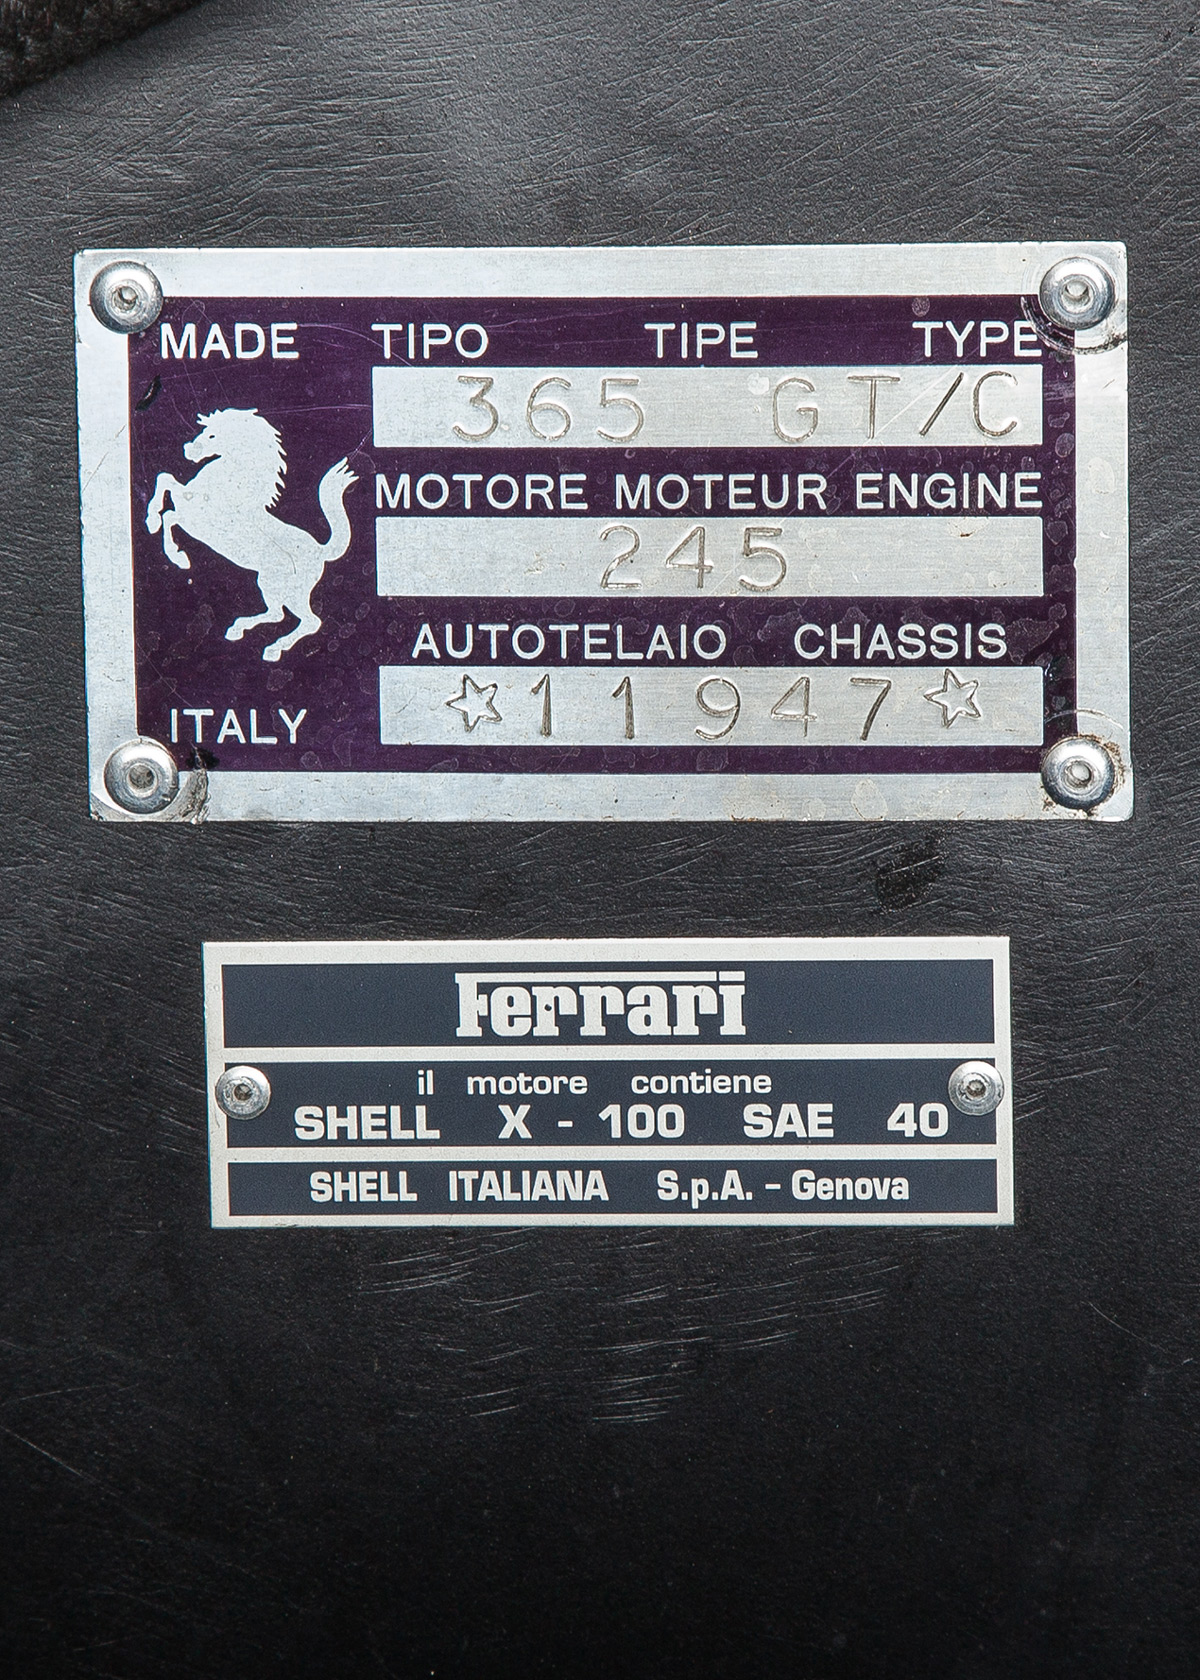 MADE TIPO TIPE TYPE
365 GT/C
MOTORE MOTEUR ENGINE
245
AUTOTELAIO CHASSIS
☆11947☆
ITALY
Ferrari
il motore contiene
SHELL X - 100 SAE 40
SHELL ITALIANA S.p.A. - Genova